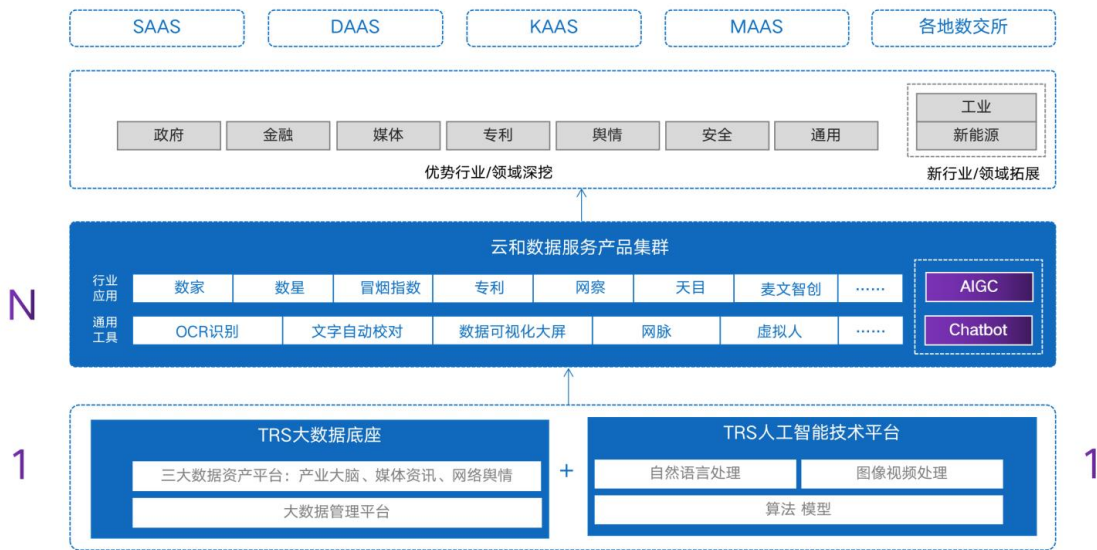 SAAS
DAAS
KAAS
MAAS
各地数交所
政府
金融
媒体
专利
舆情
安全
通用
工业
新能源
优势行业/领域深挖
新行业/领域拓展
N
云和数据服务产品集群
行业
应用
数家
数星
冒烟指数
专利
网察
天目
麦文智创
……
AIGC
通用
工具
OCR识别
文字自动校对
数据可视化大屏
网脉
虚拟人
……
Chatbot
1
TRS大数据底座
三大数据资产平台：产业大脑、媒体资讯、网络舆情
大数据管理平台
+
TRS人工智能技术平台
自然语言处理
图像视频处理
算法 模型
1